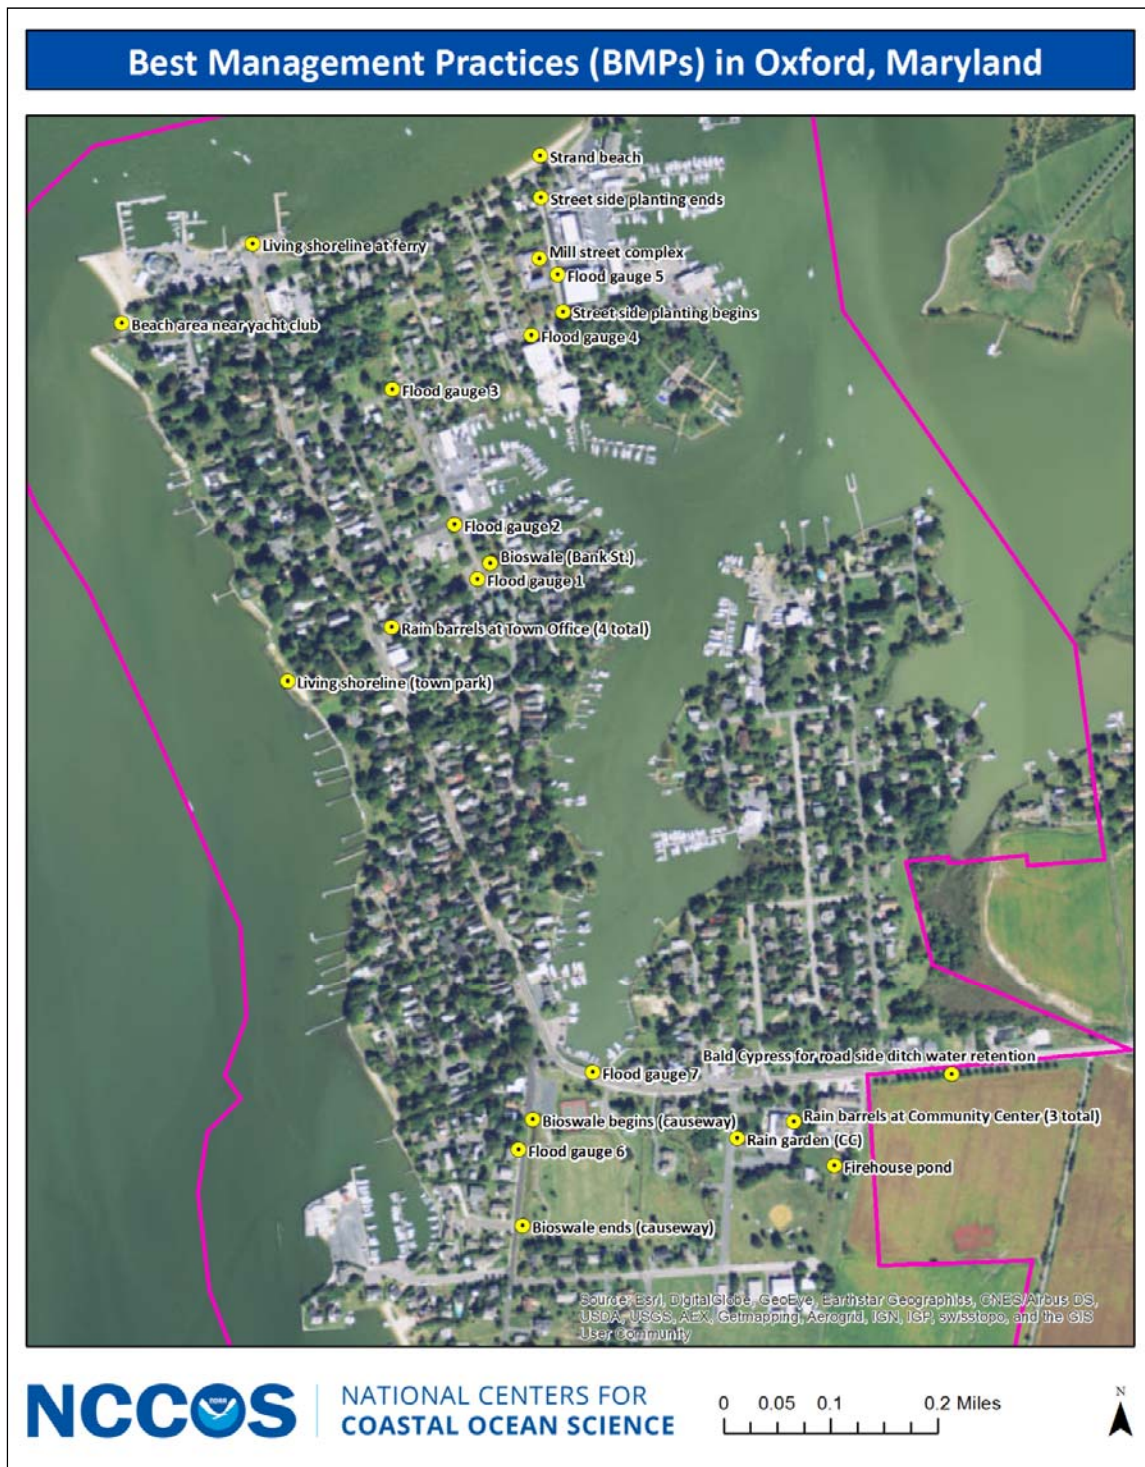 Best Management Practices (BMPs) in Oxford, Maryland
Strand beach
Street side planting ends
Living shoreline at ferry
Mill street complex
Flood gauge 5
Street side planting begins
Beach area near yacht club
Flood gauge 4
Flood gauge 3
Flood gauge 2
Bioswale (Bank St.)
Flood gauge 1
Rain barrels at Town Office (4 total)
Living shoreline (town park)
Bald Cypress for road side ditch water retention
Flood gauge 7
Rain barrels at Community Center (3 total)
Bioswale begins (causeway)
Rain garden (CC)
Flood gauge 6
Firehouse pond
Bioswale ends (causeway)
Source: Esri, DigitalGlobe, GeoEye, Earthstar Geographics, CNES/Airbus DS,
USDA, USGS, AEX, Getmapping, Aerogrid, IGN, IGP, swisstopo, and the GIS
User Community
NCCOS
noaa
NATIONAL CENTERS FOR
COASTAL OCEAN SCIENCE
0 0.05 0.1 0.2 Miles
N